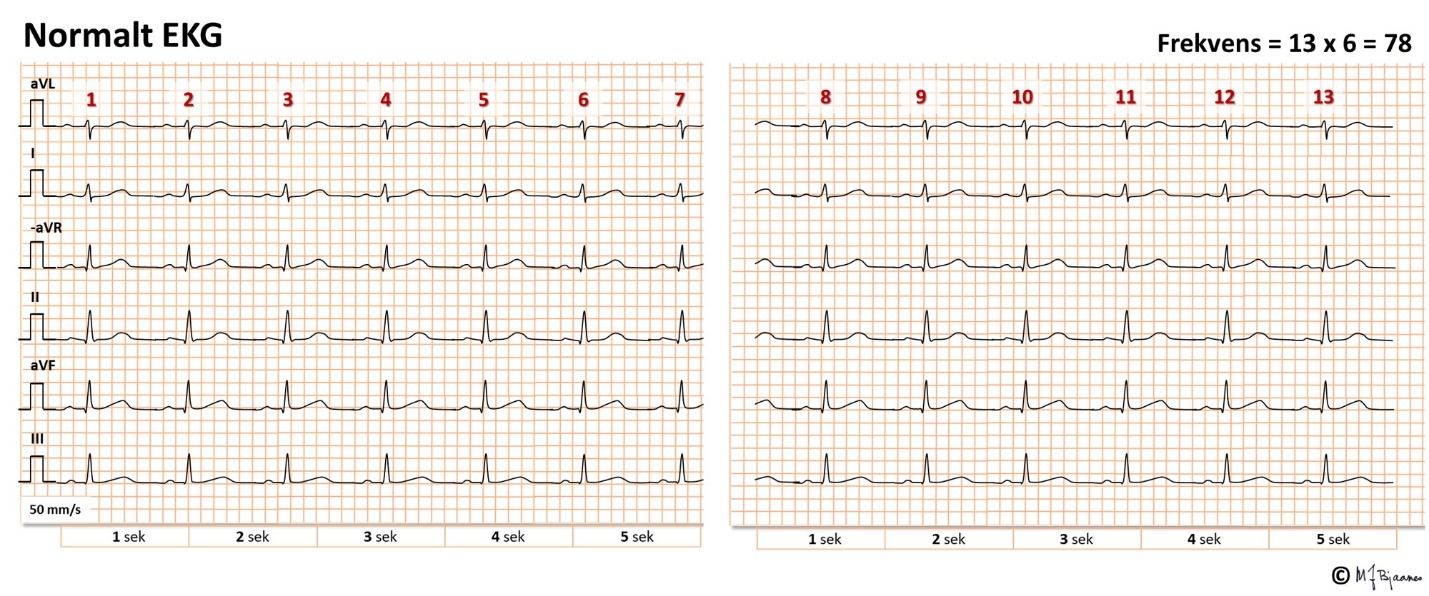 Normalt EKG
Frekvens = 13 x 6 = 78
aVL
1 2 3 4 5 6 7
8 9 10 11 12 13
I
-aVR
II
aVF
III
50 mm/s
1 sek 2 sek 3 sek 4 sek 5 sek
1 sek 2 sek 3 sek 4 sek 5 sek
© MJ Bjaanes